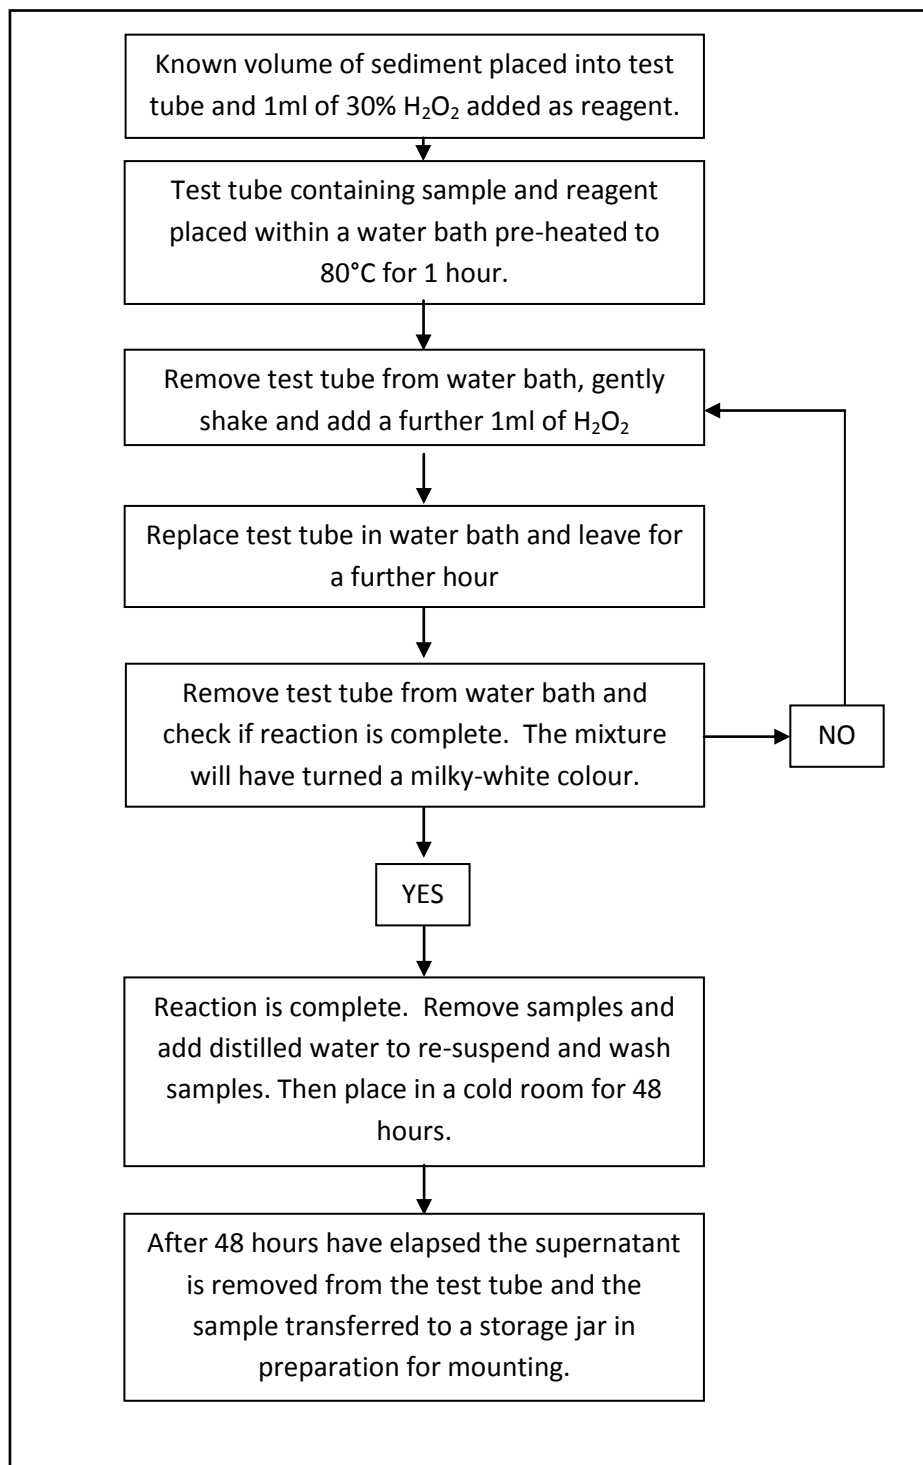 Known volume of sediment placed into test
tube and 1ml of 30% H₂O₂ added as reagent.
Test tube containing sample and reagent
placed within a water bath pre-heated to
80°C for 1 hour.
Remove test tube from water bath, gently
shake and add a further 1ml of H₂O₂
Replace test tube in water bath and leave for
a further hour
Remove test tube from water bath and
check if reaction is complete.  The mixture
will have turned a milky-white colour.
NO
YES
Reaction is complete.  Remove samples and
add distilled water to re-suspend and wash
samples. Then place in a cold room for 48
hours.
After 48 hours have elapsed the supernatant
is removed from the test tube and the
sample transferred to a storage jar in
preparation for mounting.